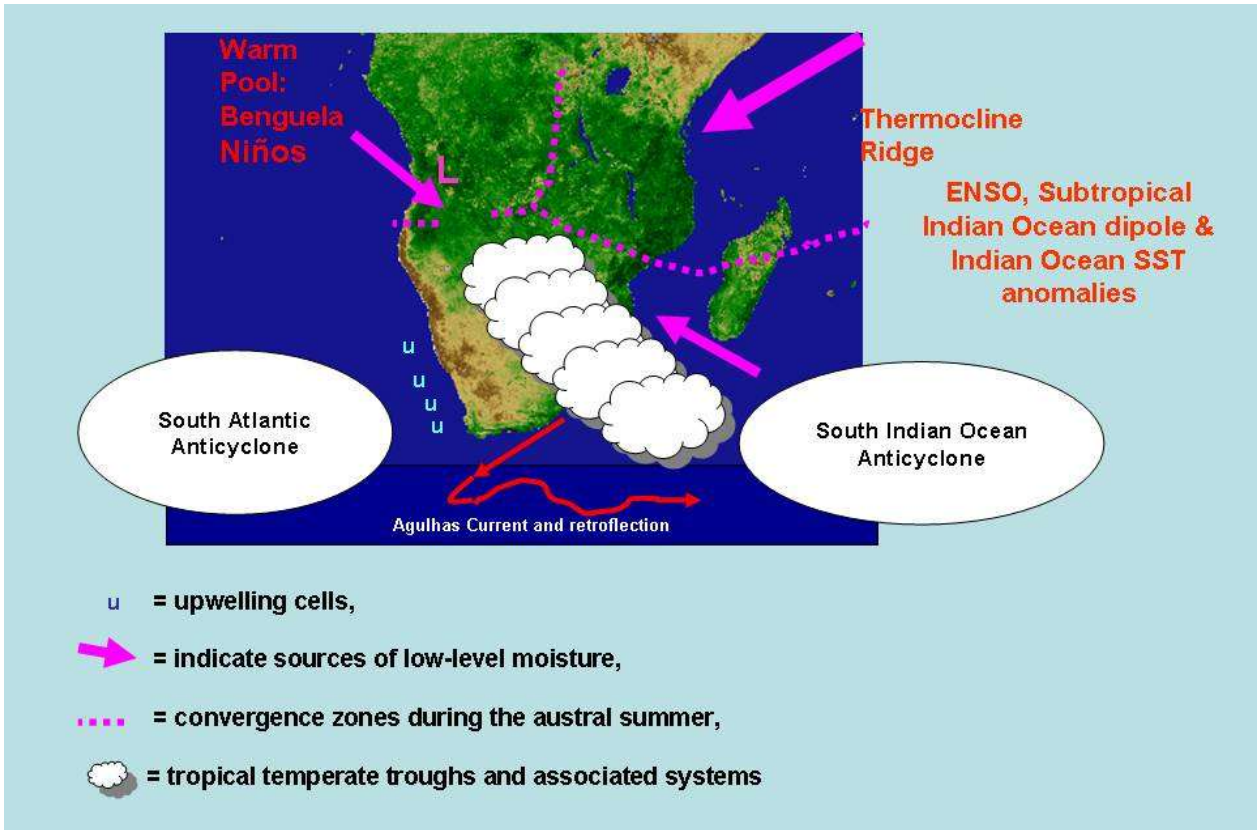 Warm
Pool:
Benguela
Niños
Thermocline
Ridge
L
ENSO, Subtropical
Indian Ocean dipole &
Indian Ocean SST
anomalies
u
u
u
u
South Atlantic
Anticyclone
South Indian Ocean
Anticyclone
Agulhas Current and retroflection
u = upwelling cells,
= indicate sources of low-level moisture,
= convergence zones during the austral summer,
= tropical temperate troughs and associated systems